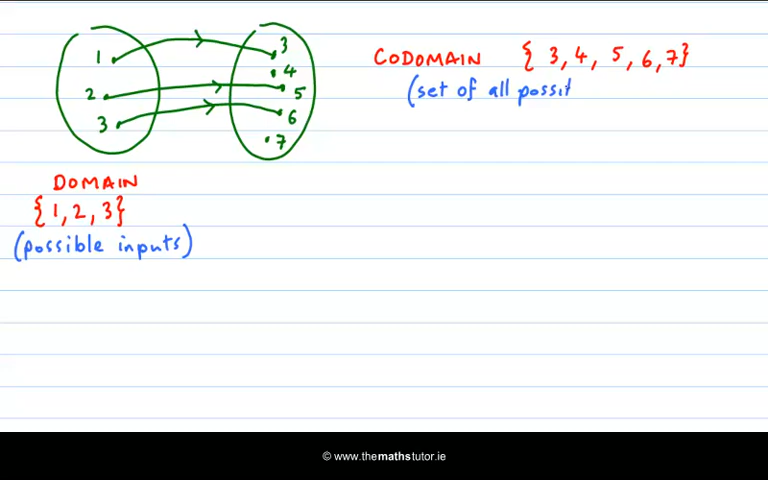 1
2
3
3
4
5
6
7
CODOMAIN { 3, 4, 5, 6, 7}
(set of all possit
DOMAIN
{1, 2, 3}
(possible inputs)
© www.themathstutor.ie